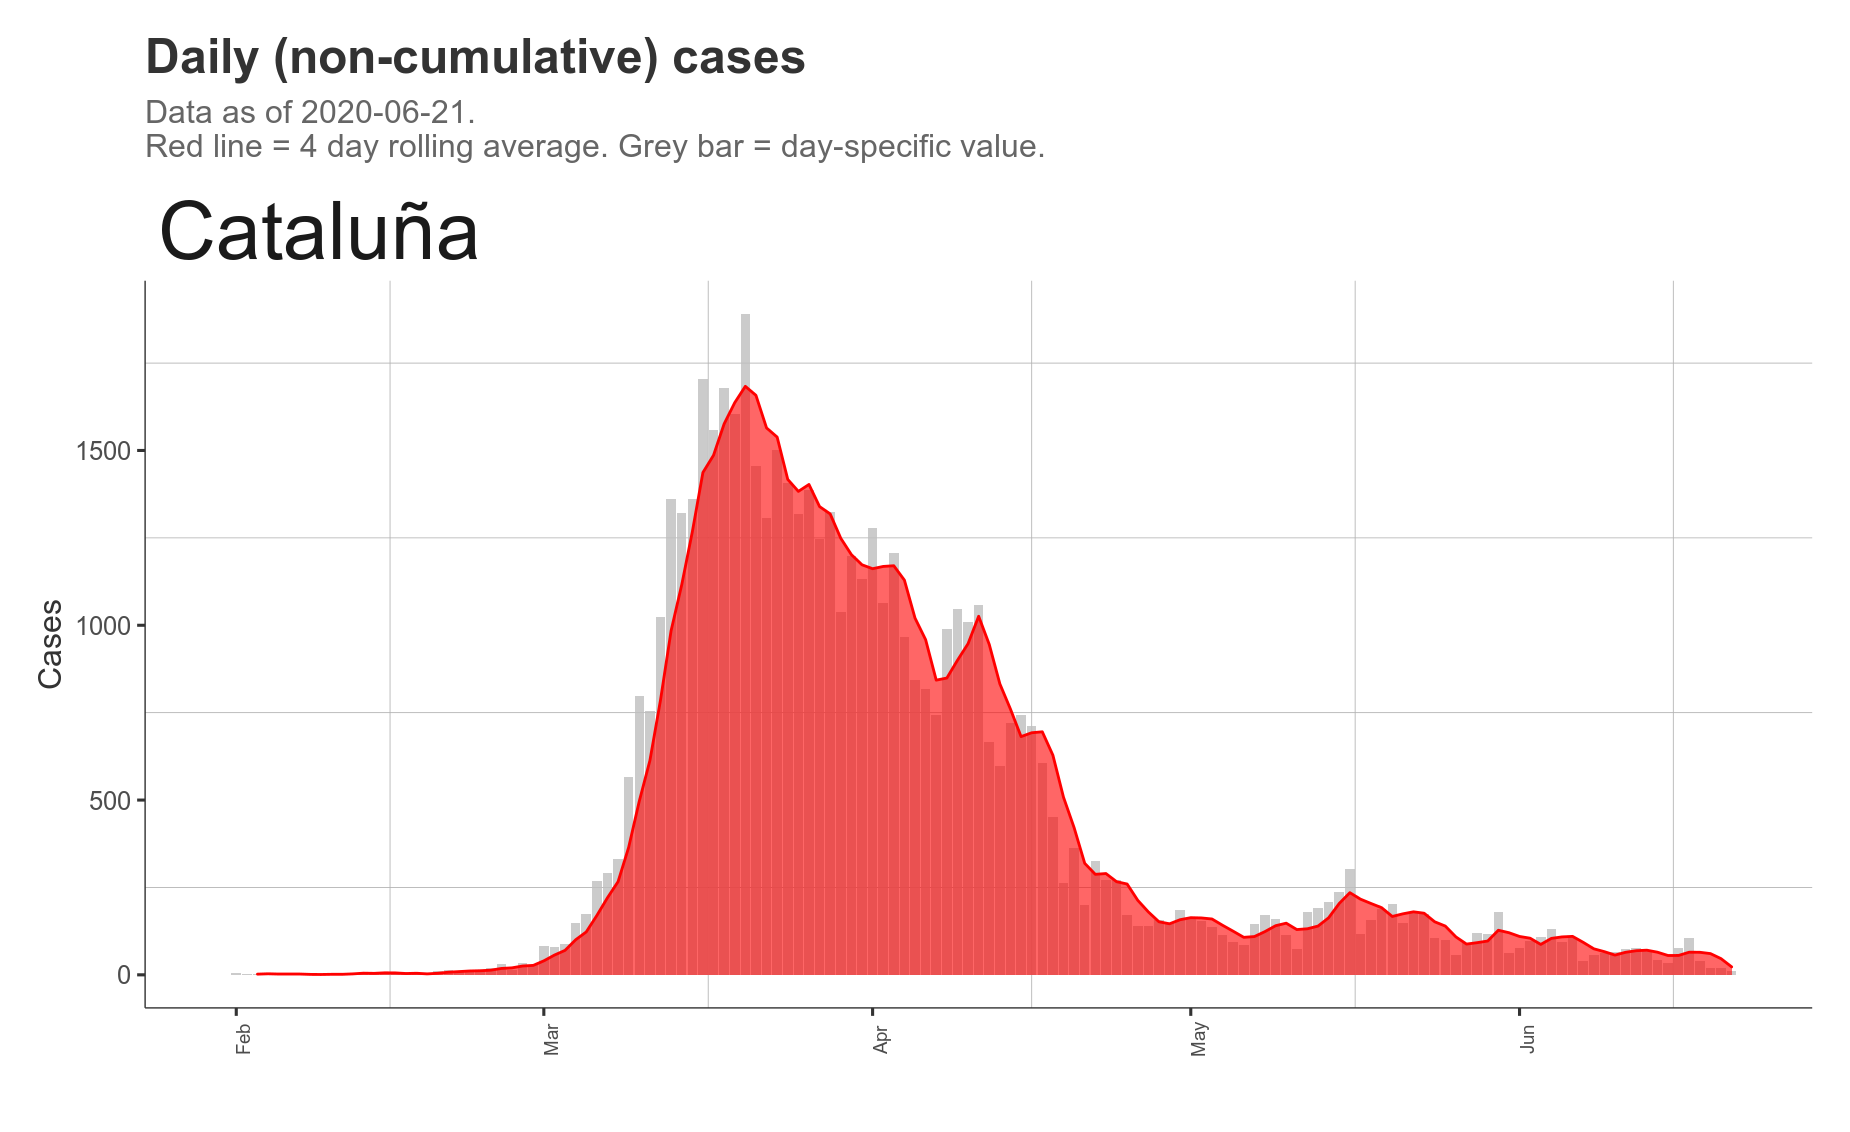 Daily (non-cumulative) cases
Data as of 2020-06-21.
Red line = 4 day rolling average. Grey bar = day-specific value.
Cataluña
Cases
1500
1000
500
0
Feb
Mar
Apr
May
Jun